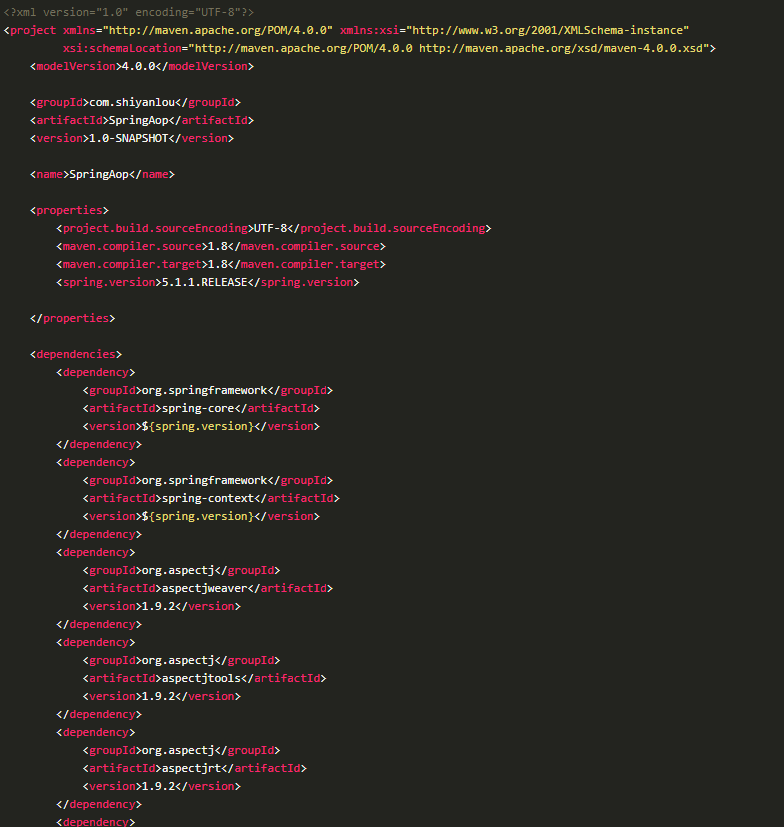 <?xml version="1.0" encoding="UTF-8"?>
<project xmlns="http://maven.apache.org/POM/4.0.0" xmlns:xsi="http://www.w3.org/2001/XMLSchema-instance"
         xsi:schemaLocation="http://maven.apache.org/POM/4.0.0 http://maven.apache.org/xsd/maven-4.0.0.xsd">
    <modelVersion>4.0.0</modelVersion>

    <groupId>com.shiyanlou</groupId>
    <artifactId>SpringAop</artifactId>
    <version>1.0-SNAPSHOT</version>

    <name>SpringAop</name>

    <properties>
        <project.build.sourceEncoding>UTF-8</project.build.sourceEncoding>
        <maven.compiler.source>1.8</maven.compiler.source>
        <maven.compiler.target>1.8</maven.compiler.target>
        <spring.version>5.1.1.RELEASE</spring.version>

    </properties>

    <dependencies>
        <dependency>
            <groupId>org.springframework</groupId>
            <artifactId>spring-core</artifactId>
            <version>${spring.version}</version>
        </dependency>
        <dependency>
            <groupId>org.springframework</groupId>
            <artifactId>spring-context</artifactId>
            <version>${spring.version}</version>
        </dependency>
        <dependency>
            <groupId>org.aspectj</groupId>
            <artifactId>aspectjweaver</artifactId>
            <version>1.9.2</version>
        </dependency>
        <dependency>
            <groupId>org.aspectj</groupId>
            <artifactId>aspectjtools</artifactId>
            <version>1.9.2</version>
        </dependency>
        <dependency>
            <groupId>org.aspectj</groupId>
            <artifactId>aspectjrt</artifactId>
            <version>1.9.2</version>
        </dependency>
        <dependency>